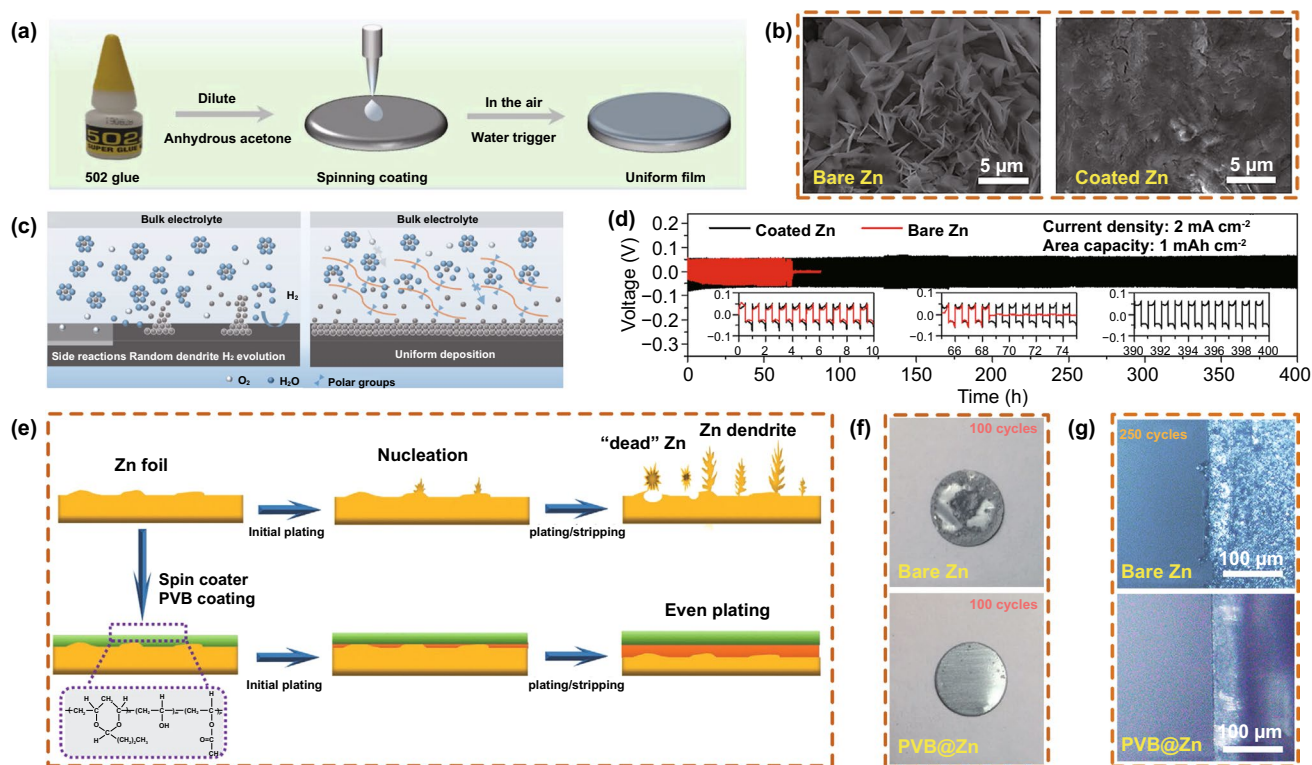 (a)
502
SUPER GLUE
502 glue
Dilute
Anhydrous acetone
Spinning coating
In the air
Water trigger
Uniform film
(b)
Bare Zn
5 µm
Coated Zn
5 µm
(c)
Bulk electrolyte
Bulk electrolyte
H₂
Side reactions Random dendrite H₂ evolution
Uniform deposition
O₂
H₂O
Polar groups
(d)
Coated Zn
Bare Zn
Current density: 2 mA cm⁻²
Area capacity: 1 mAh cm⁻²
Voltage (V)
0.2
0.1
0.0
−0.1
−0.2
−0.3
0.1
0.0
−0.1
0 2 4 6 8 10
0.1
0.0
−0.1
66 68 70 72 74
0.1
0.0
−0.1
390 392 394 396 398 400
0 50 100 150 200 250 300 350 400
Time (h)
(e)
Zn foil
Nucleation
“dead” Zn
Zn dendrite
Initial plating
plating/stripping
Spin coater
PVB coating
Even plating
Initial plating
plating/stripping
H CH₂ H H H
CH₂ (CH₂ ) (CH₂ )
O O OH O
H (CH₂)₂CH₃ O=C
CH₃
(f)
100 cycles
Bare Zn
100 cycles
PVB@Zn
(g)
250 cycles
Bare Zn
100 µm
PVB@Zn
100 µm